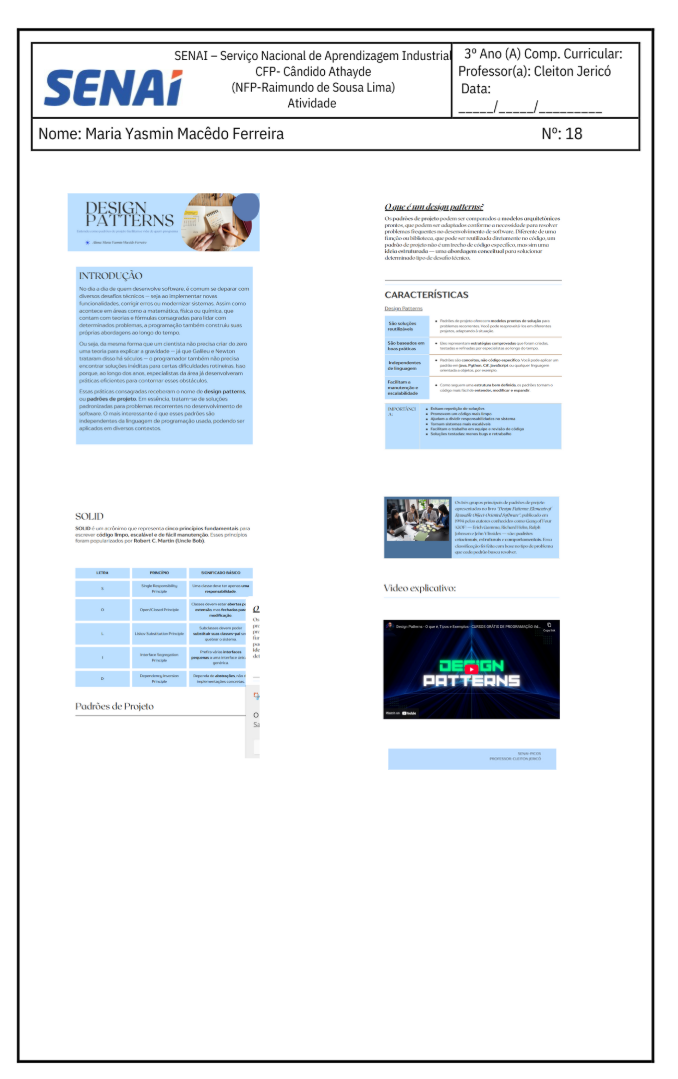 SENAI – Serviço Nacional de Aprendizagem Industrial
CFP- Cândido Athayde
(NFP-Raimundo de Sousa Lima)
Atividade
SENAI
3º Ano (A) Comp. Curricular:
Professor(a): Cleiton Jericó
Data:
_____/_____/_________
Nome: Maria Yasmin Macêdo Ferreira
Nº: 18
DESIGN
PATTERNS
Aluna: Maria Yasmin Macêdo Ferreira
INTRODUÇÃO
No dia a dia de quem desenvolve software, é comum se deparar com
diversos desafios técnicos — seja ao implementar novas
funcionalidades, corrigir erros ou modernizar sistemas. Assim como
acontece em áreas como a matemática, física ou química, que
contam com teorias e fórmulas consagradas para lidar com
determinados problemas, a programação também construiu suas
próprias abordagens ao longo do tempo.
Ou seja, da mesma forma que um cientista não precisa criar do zero
uma teoria para explicar a gravidade — já que Galileu e Newton
trataram disso há séculos — o programador também não precisa
encontrar soluções inéditas para certas dificuldades rotineiras. Isso
porque, ao longo dos anos, especialistas da área já desenvolveram
práticas eficientes para contornar esses obstáculos.
Essas práticas consagradas receberam o nome de design patterns,
ou padrões de projeto. Em essência, tratam-se de soluções
padronizadas para problemas recorrentes no desenvolvimento de
software. O mais interessante é que esses padrões são
independentes da linguagem de programação usada, podendo ser
aplicados em diversos contextos.
O que é um design patterns?
Os padrões de projeto podem ser comparados a modelos arquitetônicos
prontos, que podem ser adaptados conforme a necessidade para resolver
problemas frequentes no desenvolvimento de software. Diferente de uma
função ou biblioteca, que pode ser reutilizada diretamente no código, um
padrão de projeto não é um trecho de código específico, mas sim uma
ideia estruturada — uma abordagem conceitual para solucionar
determinado tipo de desafio técnico.
CARACTERÍSTICAS
Design Patterns
São soluções
reutilizáveis
Padrões de projeto oferecem modelos prontos de solução para
problemas recorrentes. Você pode reaproveitá-los em diferentes
projetos, adaptando à situação.
São baseados em
boas práticas
Eles representam estratégias comprovadas que foram criadas,
testadas e refinadas por especialistas ao longo do tempo.
Independentes
de linguagem
Padrões são conceitos, não código específico. Você pode aplicar um
padrão em Java, Python, C#, JavaScript ou qualquer linguagem
orientada a objetos, por exemplo.
Facilitam a
manutenção e
escalabilidade
Como seguem uma estrutura bem definida, os padrões tornam o
código mais fácil de entender, modificar e expandir.
IMPORTÂNCI
A:
Evitam repetição de soluções
Promovem um código mais limpo
Ajudam a dividir responsabilidades no sistema
Tornam sistemas mais escaláveis
Facilitam o trabalho em equipe e revisão de código
Soluções testadas: menos bugs e retrabalho
SOLID
SOLID é um acrônimo que representa cinco princípios fundamentais para
escrever código limpo, escalável e de fácil manutenção. Esses princípios
foram popularizados por Robert C. Martin (Uncle Bob).
LETRA PRINCÍPIO SIGNIFICADO BÁSICO
S Single Responsibility
Principle
Uma classe deve ter apenas uma
responsabilidade.
O Open/Closed Principle
Classes devem estar abertas pa
extensão, mas fechadas para
modificação.
L Liskov Substitution Principle
Subclasses devem poder
substituir suas classes-pai sem
quebrar o sistema.
I Interface Segregation
Principle
Prefira várias interfaces
pequenas a uma interface única
genérica.
D Dependency Inversion
Principle
Dependa de abstrações, não de
implementações concretas.
Padrões de Projeto
Os três grupos principais de padrões de projeto
apresentados no livro "Design Patterns: Elements of
Reusable Object-Oriented Software", publicado em
1994 pelos autores conhecidos como Gang of Four
(GOF) — Erich Gamma, Richard Helm, Ralph
Johnson e John Vlissides — são: padrões
criacionais, estruturais e comportamentais. Essa
classificação foi feita com base no tipo de problema
que cada padrão busca resolver.
Video explicativo:
Design Patterns - O que é, Tipos e Exemplos - CURSOS GRÁTIS DE PROGRAMAÇÃO NA...
DESIGN
PATTERNS
YouTube
SENAI-PICOS
PROFESSOR: CLEITON JERICÓ